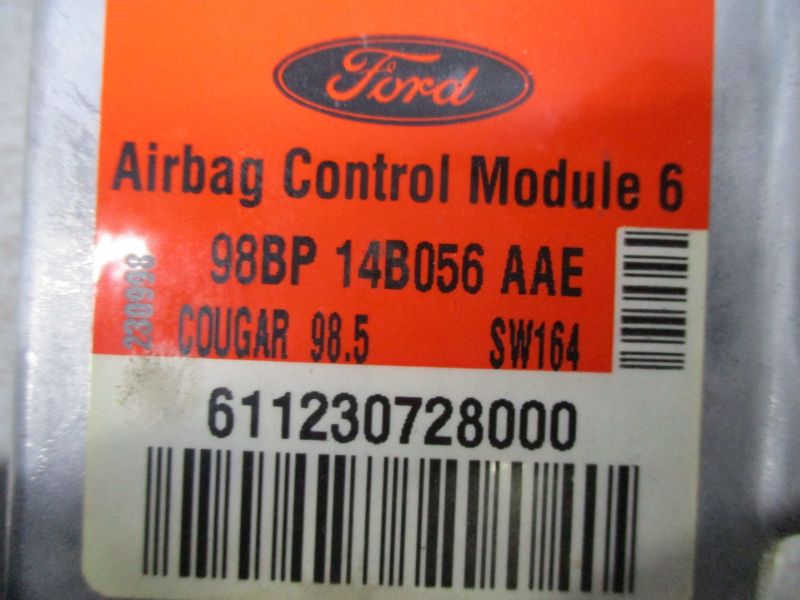 Ford
Airbag Control Module 6
98BP 14B056 AAE
230998
COUGAR 98.5 SW164
611230728000